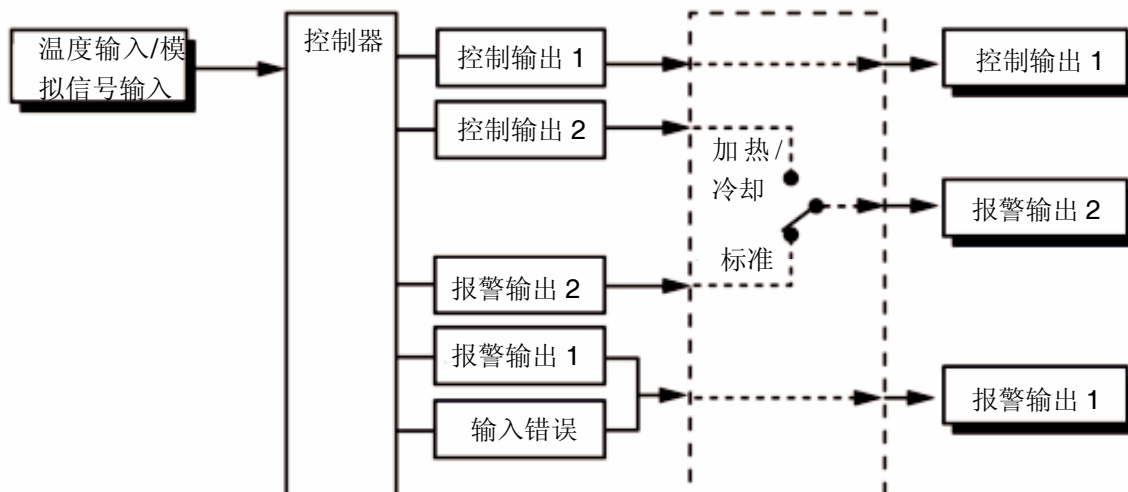 温度输入/模
拟信号输入
控制器
控制输出 1
控制输出 2
报警输出 2
报警输出 1
输入错误
加热/
冷却
标准
控制输出 1
报警输出 2
报警输出 1